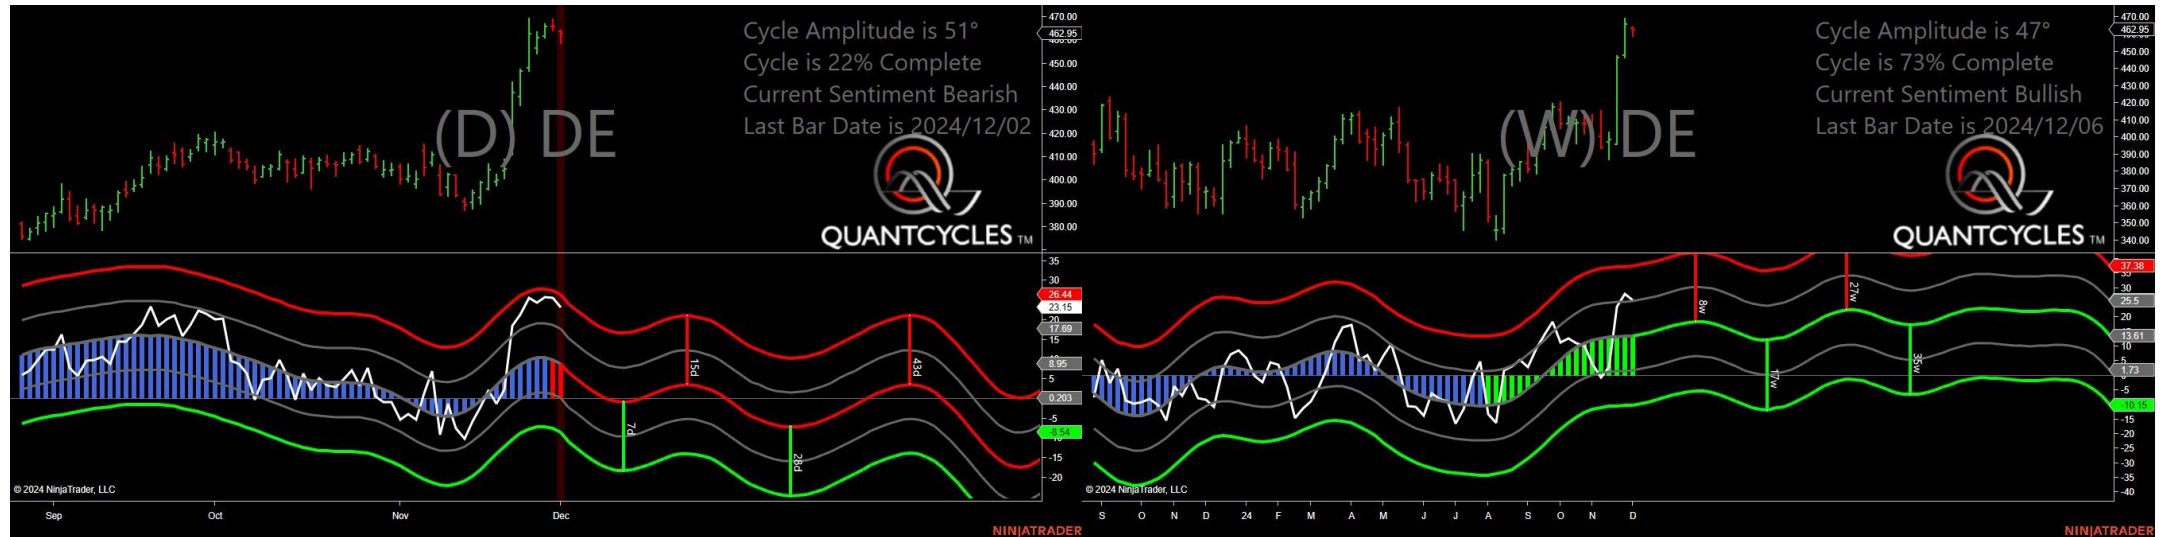 Cycle Amplitude is 51°
Cycle is 22% Complete
Current Sentiment Bearish
Last Bar Date is 2024/12/02
(D) DE
QUANTCYCLES TM
470.00
462.95
450.00
440.00
430.00
420.00
410.00
400.00
390.00
380.00
35
30
26.44
23.15
20
17.69
15
8.95
5
0.203
-5
-8.54
-15
-20
7d
15d
28d
43d
© 2024 NinjaTrader, LLC
Sep Oct Nov Dec
NINJATRADER
Cycle Amplitude is 47°
Cycle is 73% Complete
Current Sentiment Bullish
Last Bar Date is 2024/12/06
(W) DE
QUANTCYCLES TM
470.00
462.95
450.00
440.00
430.00
420.00
410.00
400.00
390.00
380.00
370.00
360.00
350.00
340.00
37.38
30
25.5
20
13.61
10
5
1.73
-5
-10.15
-15
-20
-25
-30
-35
-40
8w
17w
27w
35w
© 2024 NinjaTrader, LLC
S O N D 24 F M A M J J A S O N D
NINJATRADER